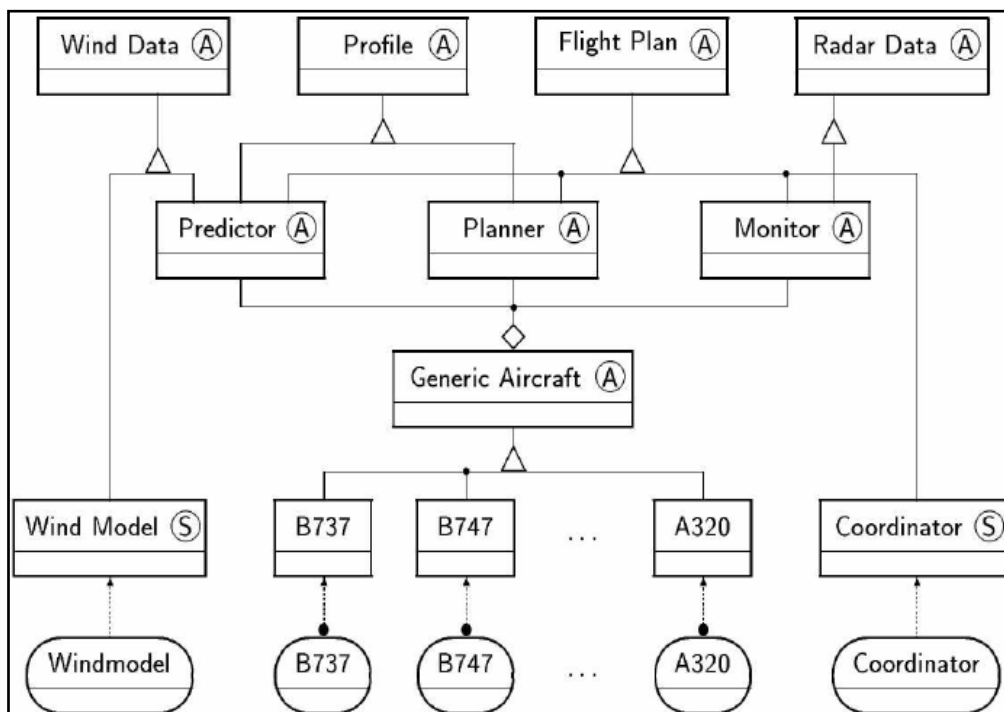 Wind Data A
Profile A
Flight Plan A
Radar Data A
Predictor A
Planner A
Monitor A
Generic Aircraft A
Wind Model S
B737
B747
...
A320
Coordinator S
Windmodel
B737
B747
...
A320
Coordinator